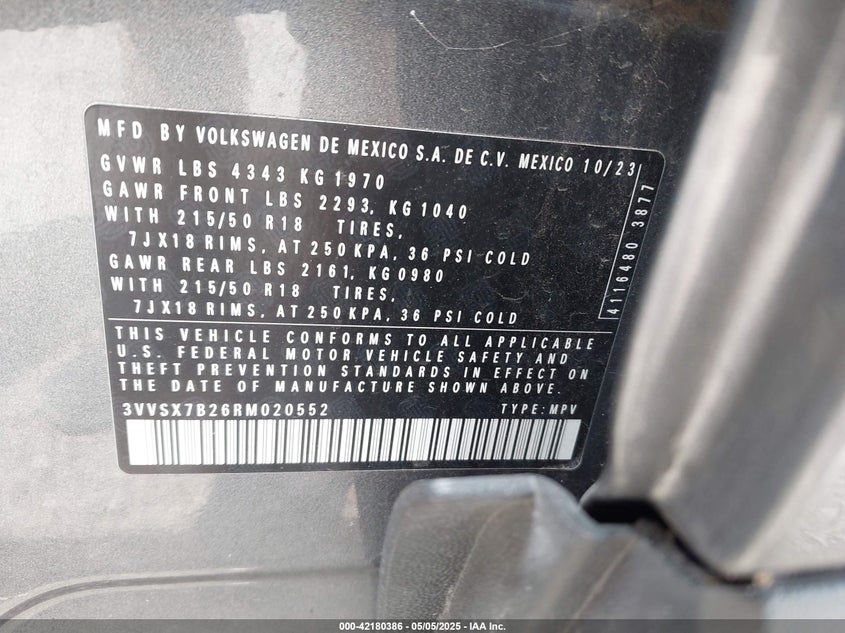 MFD BY VOLKSWAGEN DE MEXICO S.A. DE C.V. MEXICO 10/23
GVWR LBS 4343 KG 1970
GAWR FRONT LBS 2293, KG 1040
WITH 215/50 R18 TIRES,
7JX18 RIMS, AT 250 KPA, 36 PSI COLD
GAWR REAR LBS 2161, KG 0980
WITH 215/50 R18 TIRES,
7JX18 RIMS, AT 250 KPA, 36 PSI COLD
4116480 3877
THIS VEHICLE CONFORMS TO ALL APPLICABLE
U.S. FEDERAL MOTOR VEHICLE SAFETY AND
THEFT PREVENTION STANDARDS IN EFFECT ON
THE DATE OF MANUFACTURE SHOWN ABOVE.
3VVSX7B26RM020552 TYPE: MPV
000-42180386 - 05/05/2025 - IAA Inc.